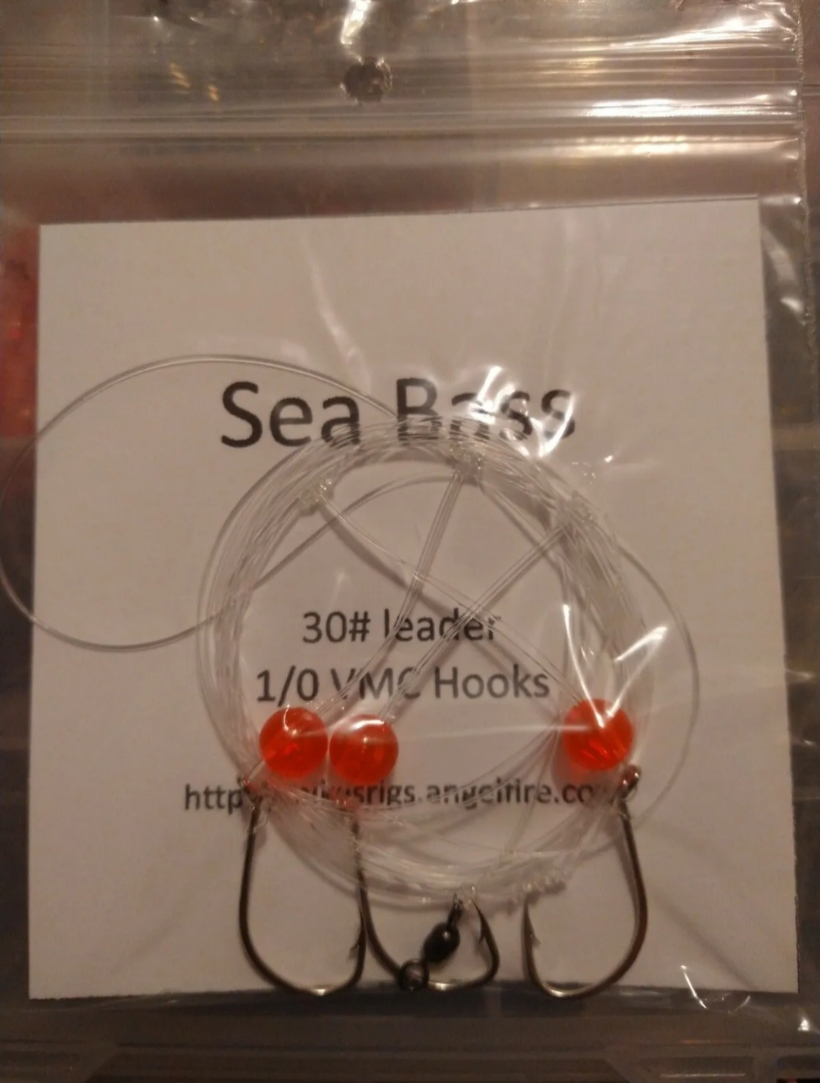 Sea Bass
30# leader
1/0 VMC Hooks